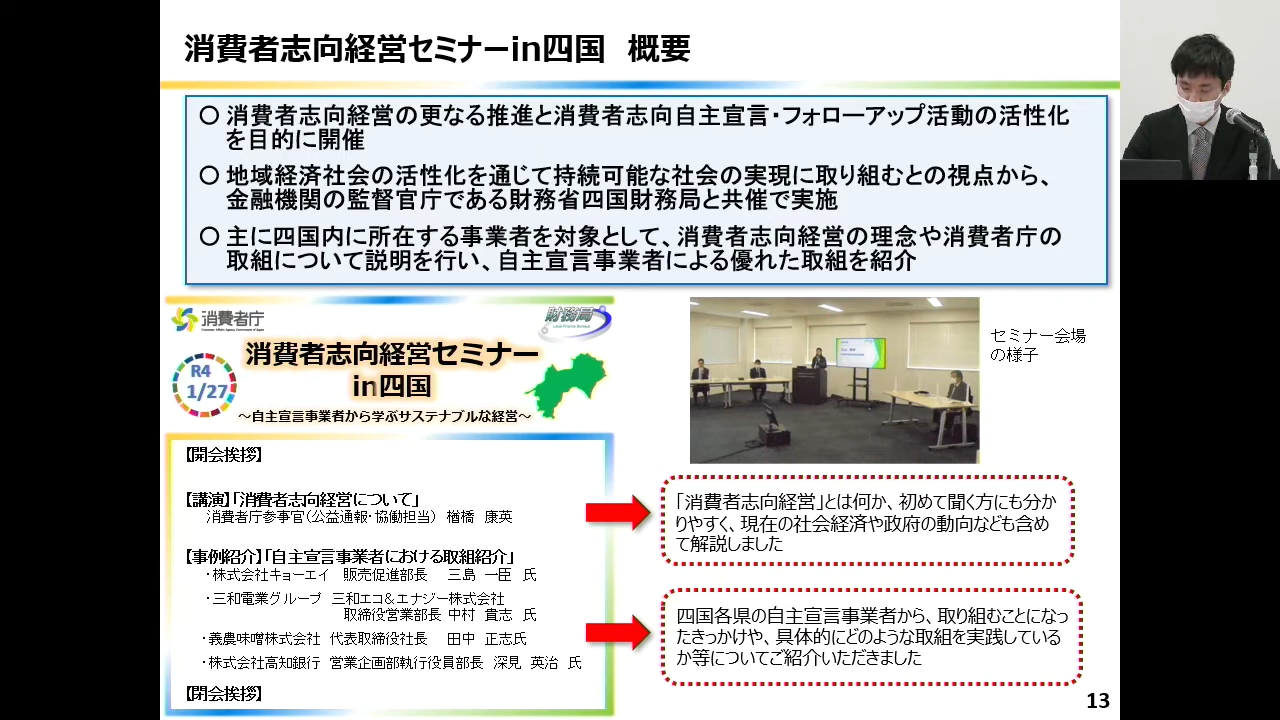 消費者志向経営セミナーin四国　概要
〇 消費者志向経営の更なる推進と消費者志向自主宣言・フォローアップ活動の活性化
を目的に開催
〇 地域経済社会の活性化を通じて持続可能な社会の実現に取り組むとの視点から、
金融機関の監督官庁である財務省四国財務局と共催で実施
〇 主に四国内に所在する事業者を対象として、消費者志向経営の理念や消費者庁の
取組について説明を行い、自主宣言事業者による優れた取組を紹介
消費者庁
Consumer Affairs Agency, Government of Japan
財務局
Local Finance Bureau
R4
1/27
消費者志向経営セミナー
in四国
～自主宣言事業者から学ぶサステナブルな経営～
セミナー会場
の様子
【開会挨拶】
【講演】「消費者志向経営について」
消費者庁参事官（公益通報・協働担当）　楢橋　康英
【事例紹介】「自主宣言事業者における取組紹介」
・株式会社キョーエイ　販売促進部長　三島　一臣　氏
・三和電業グループ　三和エコ＆エナジー株式会社
取締役営業部長 中村　貴志　氏
・義農味噌株式会社　代表取締役社長　田中　正志氏
・株式会社高知銀行　営業企画部執行役員部長　深見　英治　氏
【閉会挨拶】
「消費者志向経営」とは何か、初めて聞く方にも分か
りやすく、現在の社会経済や政府の動向なども含め
て解説しました
四国各県の自主宣言事業者から、取り組むことになっ
たきっかけや、具体的にどのような取組を実践している
か等についてご紹介いただきました
13